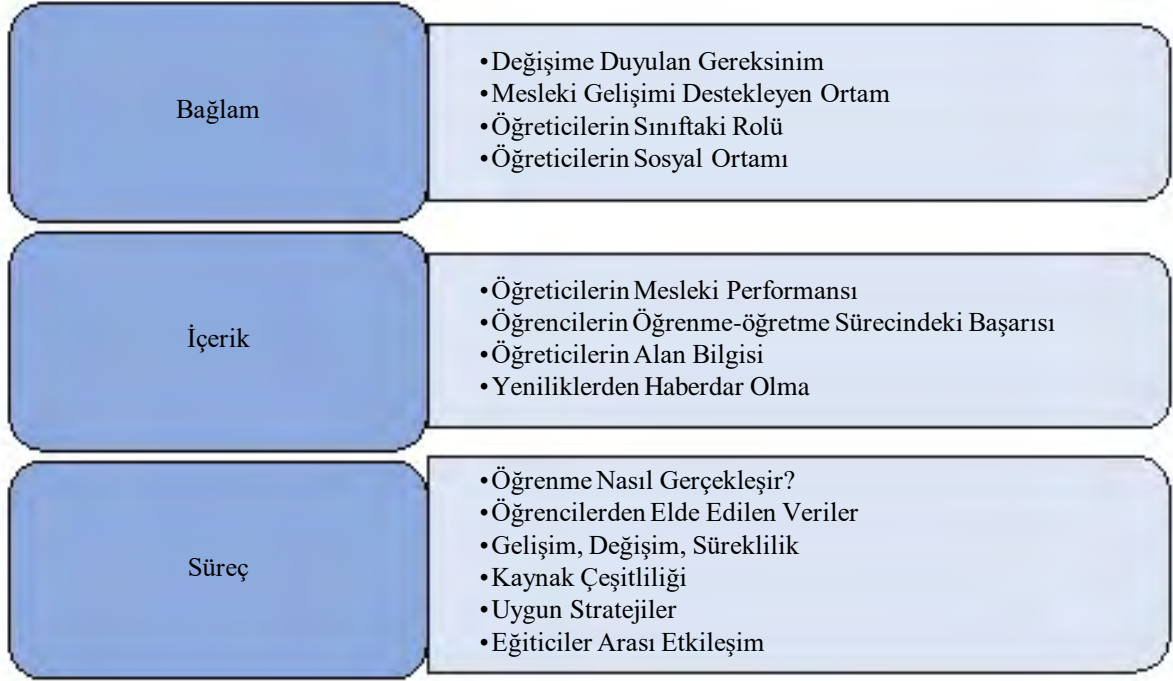 Bağlam
•Değişime Duyulan Gereksinim
•Mesleki Gelişimi Destekleyen Ortam
•Öğreticilerin Sınıftaki Rolü
•Öğreticilerin Sosyal Ortamı
İçerik
•Öğreticilerin Mesleki Performansı
•Öğrencilerin Öğrenme-öğretme Sürecindeki Başarısı
•Öğreticilerin Alan Bilgisi
•Yeniliklerden Haberdar Olma
Süreç
•Öğrenme Nasıl Gerçekleşir?
•Öğrencilerden Elde Edilen Veriler
•Gelişim, Değişim, Süreklilik
•Kaynak Çeşitliliği
•Uygun Stratejiler
•Eğiticiler Arası Etkileşim